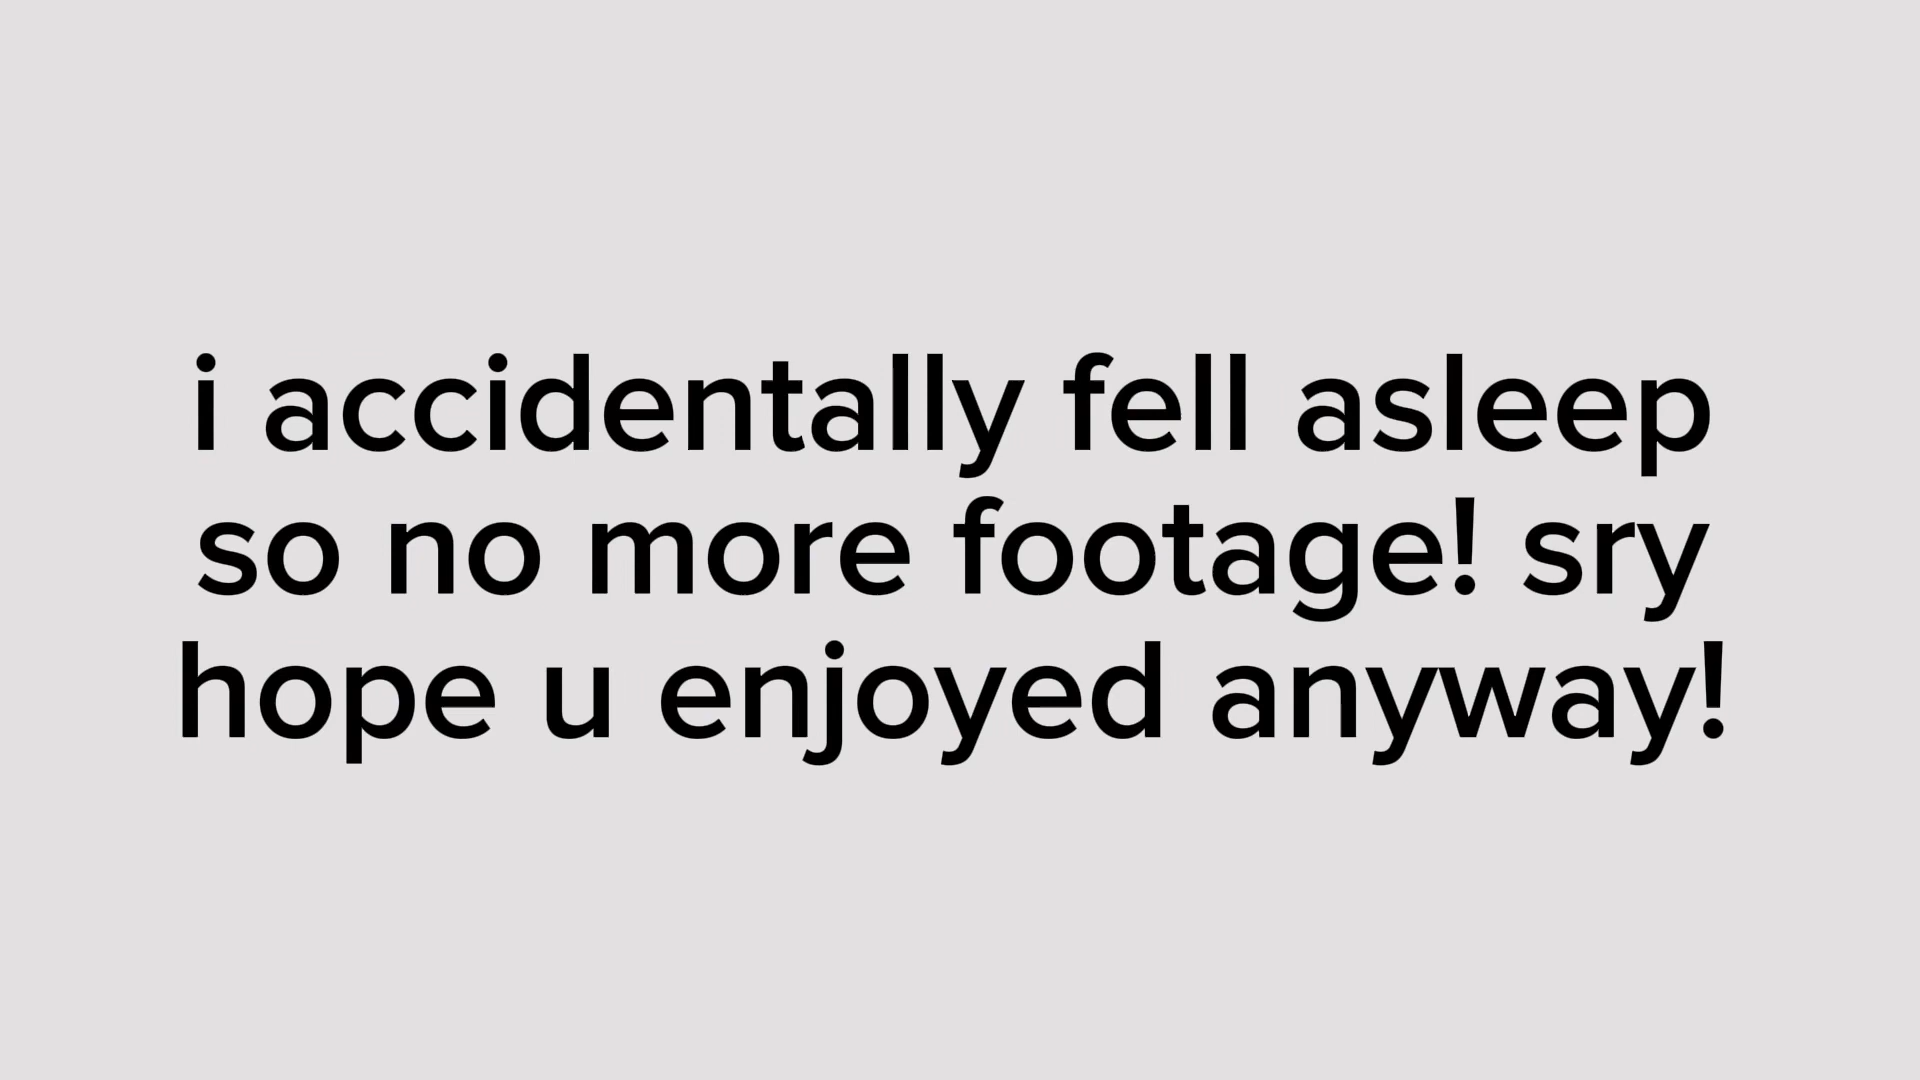 i accidentally fell asleep
so no more footage! sry
hope u enjoyed anyway!